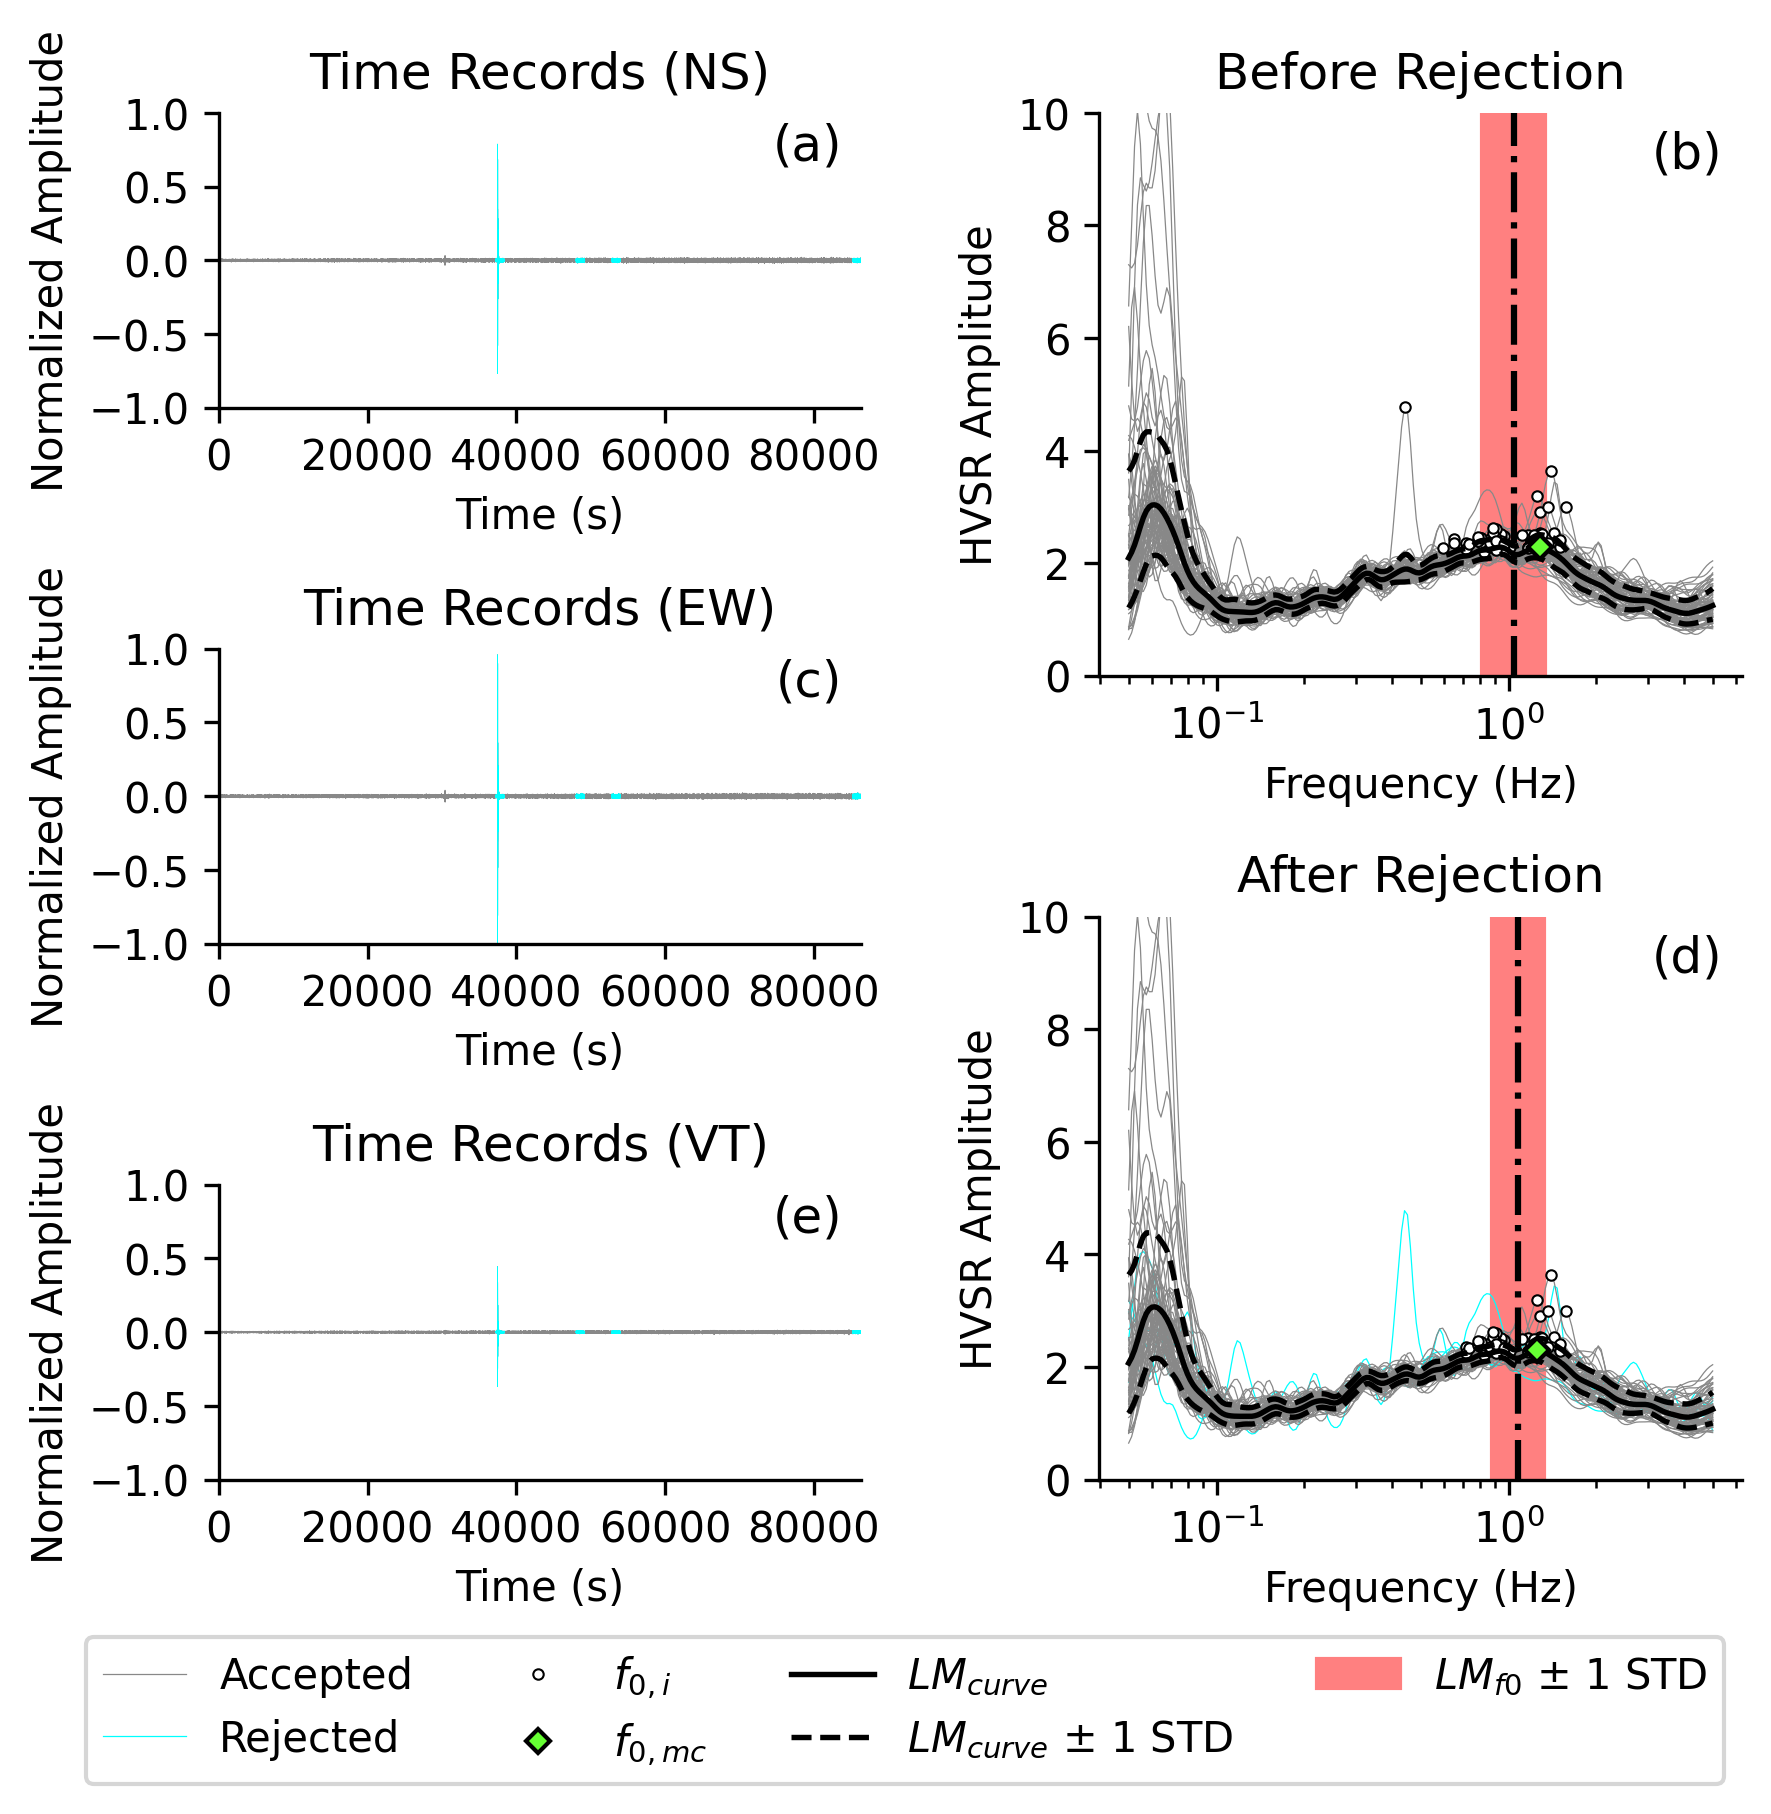 Time Records (NS)
Normalized Amplitude
1.0
0.5
0.0
−0.5
−1.0
(a)
0 20000 40000 60000 80000
Time (s)
Before Rejection
HVSR Amplitude
10
8
6
4
2
0
(b)
10⁻¹ 10⁰
Frequency (Hz)
Time Records (EW)
Normalized Amplitude
1.0
0.5
0.0
−0.5
−1.0
(c)
0 20000 40000 60000 80000
Time (s)
After Rejection
HVSR Amplitude
10
8
6
4
2
0
(d)
10⁻¹ 10⁰
Frequency (Hz)
Time Records (VT)
Normalized Amplitude
1.0
0.5
0.0
−0.5
−1.0
(e)
0 20000 40000 60000 80000
Time (s)
Accepted
Rejected
f0,i
f0,mc
LMcurve
LMcurve ± 1 STD
LMf0 ± 1 STD